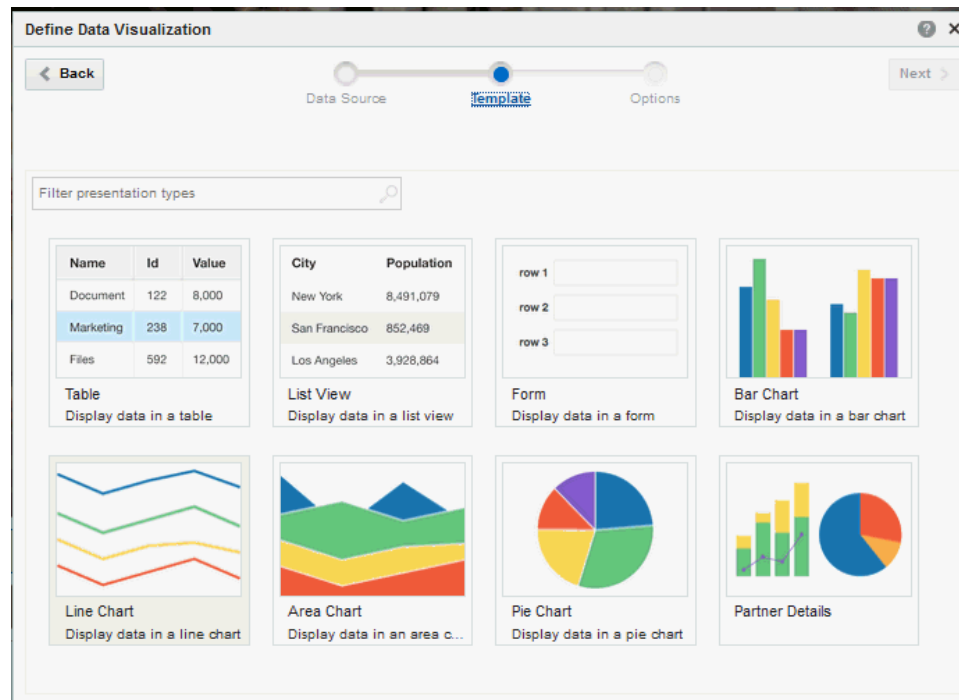 Define Data Visualization
Back
Next
Data Source Template Options
Filter presentation types
Name Id Value
Document 122 8,000
Marketing 238 7,000
Files 592 12,000
Table
Display data in a table
City Population
New York 8,491,079
San Francisco 852,469
Los Angeles 3,928,864
List View
Display data in a list view
row 1
row 2
row 3
Form
Display data in a form
Bar Chart
Display data in a bar chart
Line Chart
Display data in a line chart
Area Chart
Display data in an area c...
Pie Chart
Display data in a pie chart
Partner Details